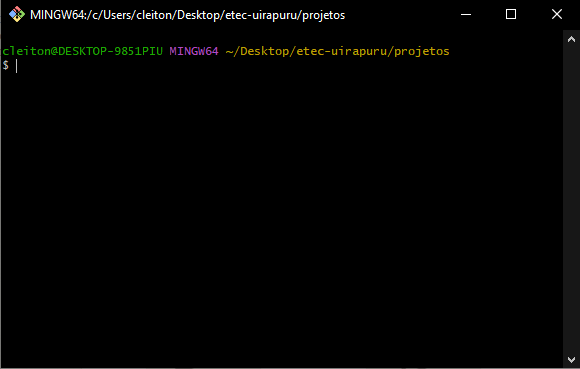 MINGW64:/c/Users/cleiton/Desktop/etec-uirapuru/projetos
cleiton@DESKTOP-9851PIU MINGW64 ~/Desktop/etec-uirapuru/projetos
$